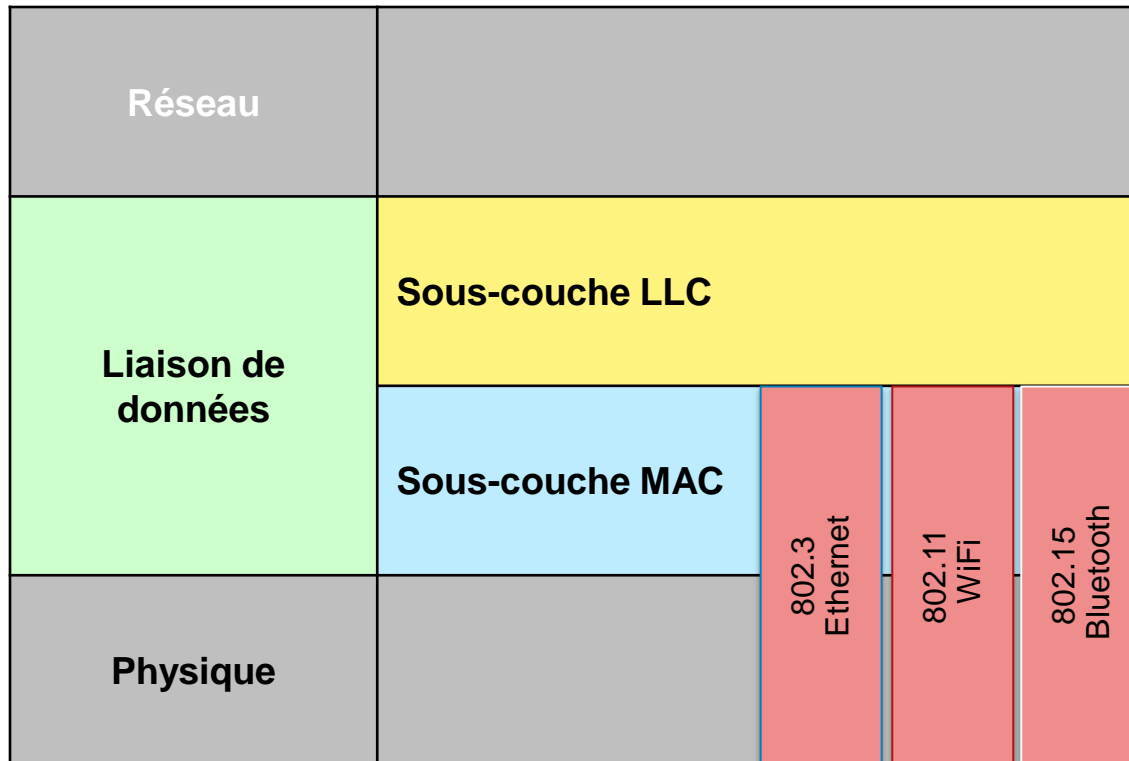 Réseau
Liaison de
données
Sous-couche LLC
Sous-couche MAC
Physique
802.3
Ethernet
802.11
WiFi
802.15
Bluetooth